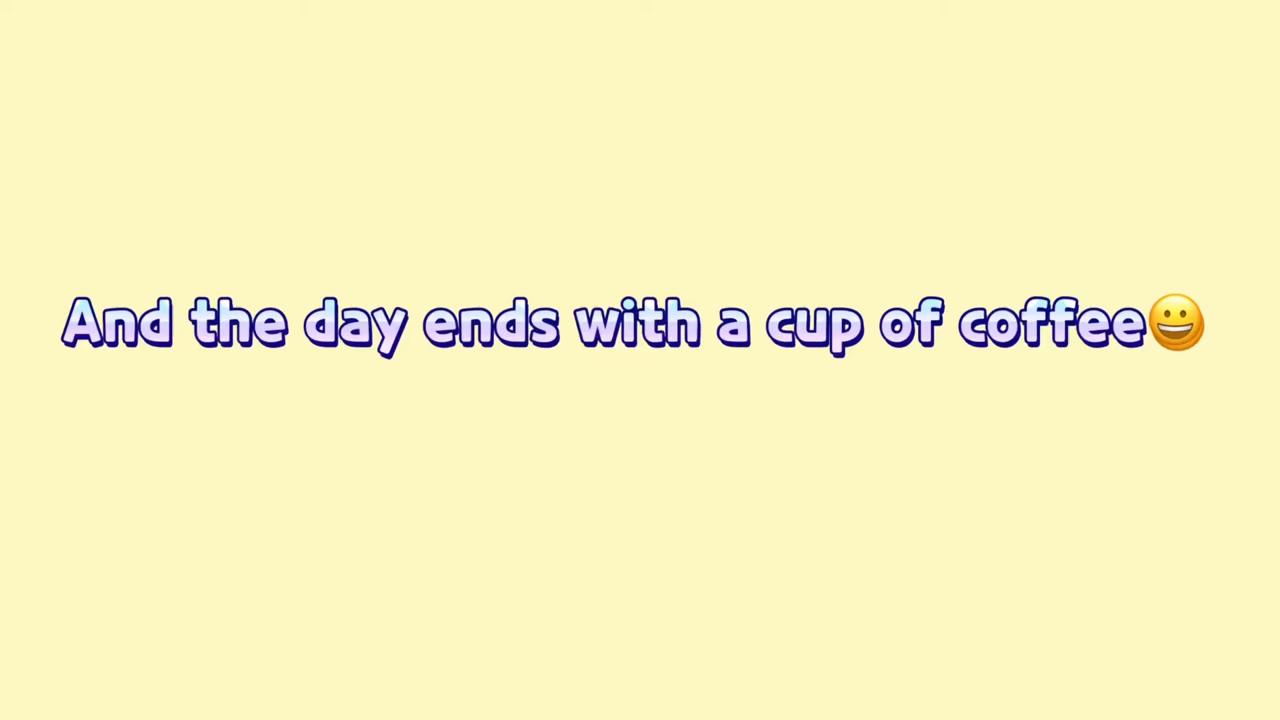 And the day ends with a cup of coffee😀